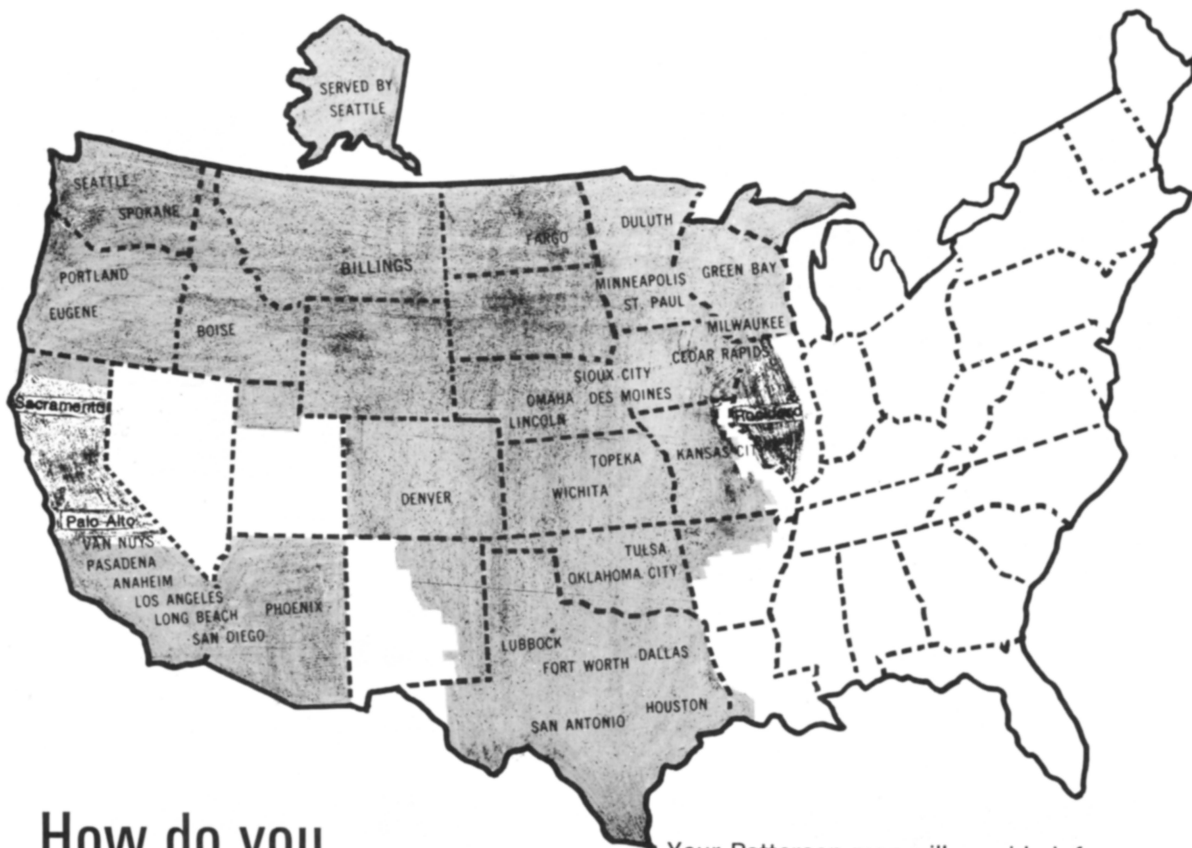 SERVED BY
SEATTLE
SEATTLE
SPOKANE
PORTLAND
EUGENE
BOISE
BILLINGS
FARGO
DULUTH
MINNEAPOLIS
ST. PAUL
GREEN BAY
MILWAUKEE
CEDAR RAPIDS
SIOUX CITY
OMAHA DES MOINES
LINCOLN
Rockford
TOPEKA
KANSAS CITY
WICHITA
DENVER
Sacramento
Palo Alto
VAN NUYS
PASADENA
ANAHEIM
LOS ANGELES
LONG BEACH
SAN DIEGO
PHOENIX
TULSA
OKLAHOMA CITY
LUBBOCK
FORT WORTH DALLAS
SAN ANTONIO HOUSTON
How do you